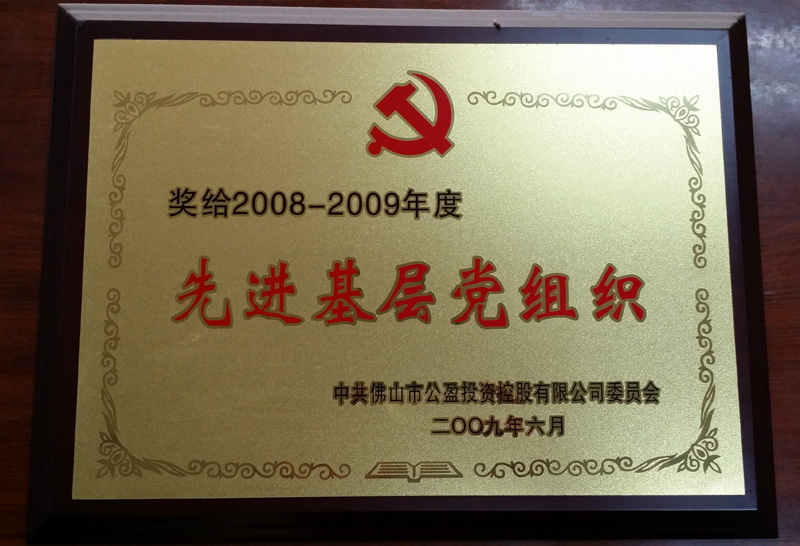 奖给2008-2009年度
先进基层党组织
中共佛山市公盈投资控股有限公司委员会
二〇〇九年六月